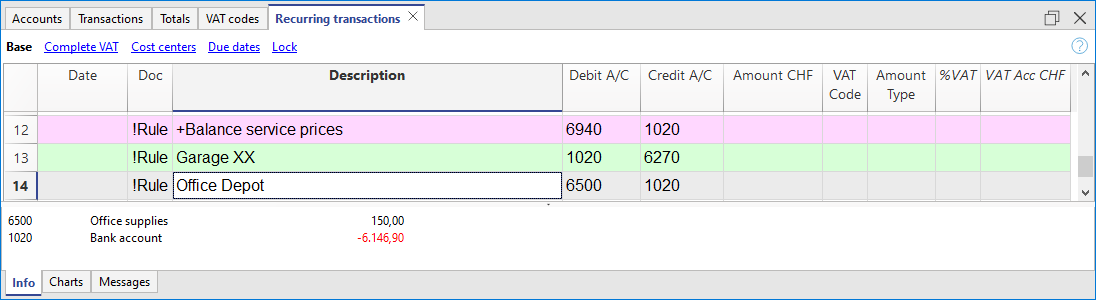 Accounts Transactions Totals VAT codes Recurring transactions
Base Complete VAT Cost centers Due dates Lock ?
Date Doc Description Debit A/C Credit A/C Amount CHF VAT Code Amount Type %VAT VAT Acc CHF
12 !Rule +Balance service prices 6940 1020
13 !Rule Garage XX 1020 6270
14 !Rule Office Depot 6500 1020
6500 Office supplies 150,00
1020 Bank account -6.146,90
Info Charts Messages